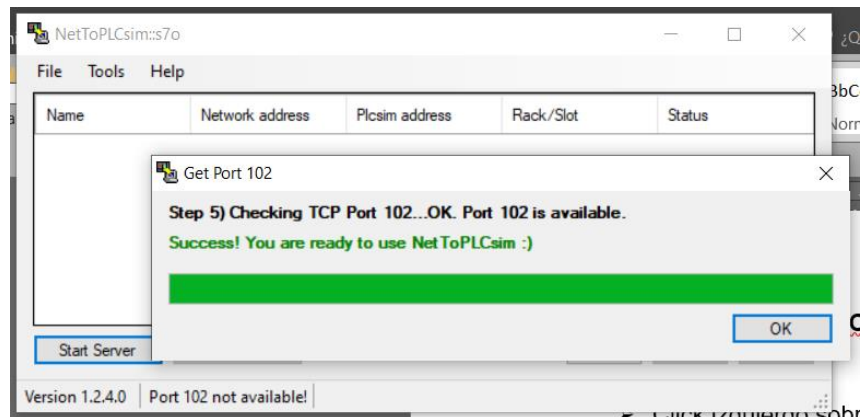 NetToPLCsim::s7o
¿Q
File Tools Help
Name Network address Plcsim address Rack/Slot Status
Get Port 102
Step 5) Checking TCP Port 102...OK. Port 102 is available.
Success! You are ready to use NetToPLCsim :)
OK
Start Server
Version 1.2.4.0 Port 102 not available!